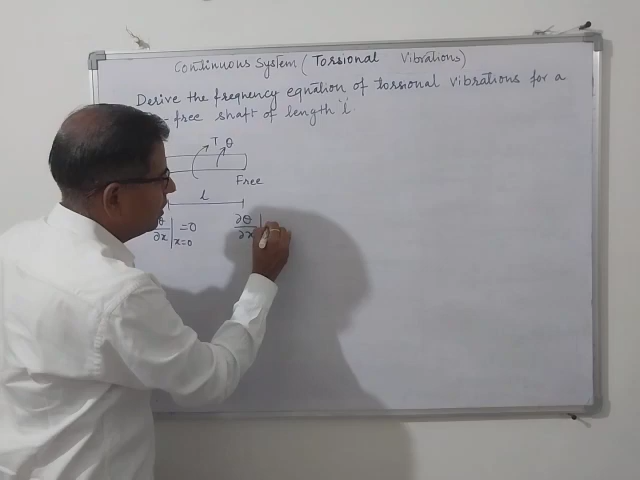 Continuous System (Torsional Vibrations)
Derive the frequency equation of torsional vibrations for a
- free shaft of length 'l'.
T θ
Free
l
θ/∂x |x=0 =0 ∂θ/∂x |